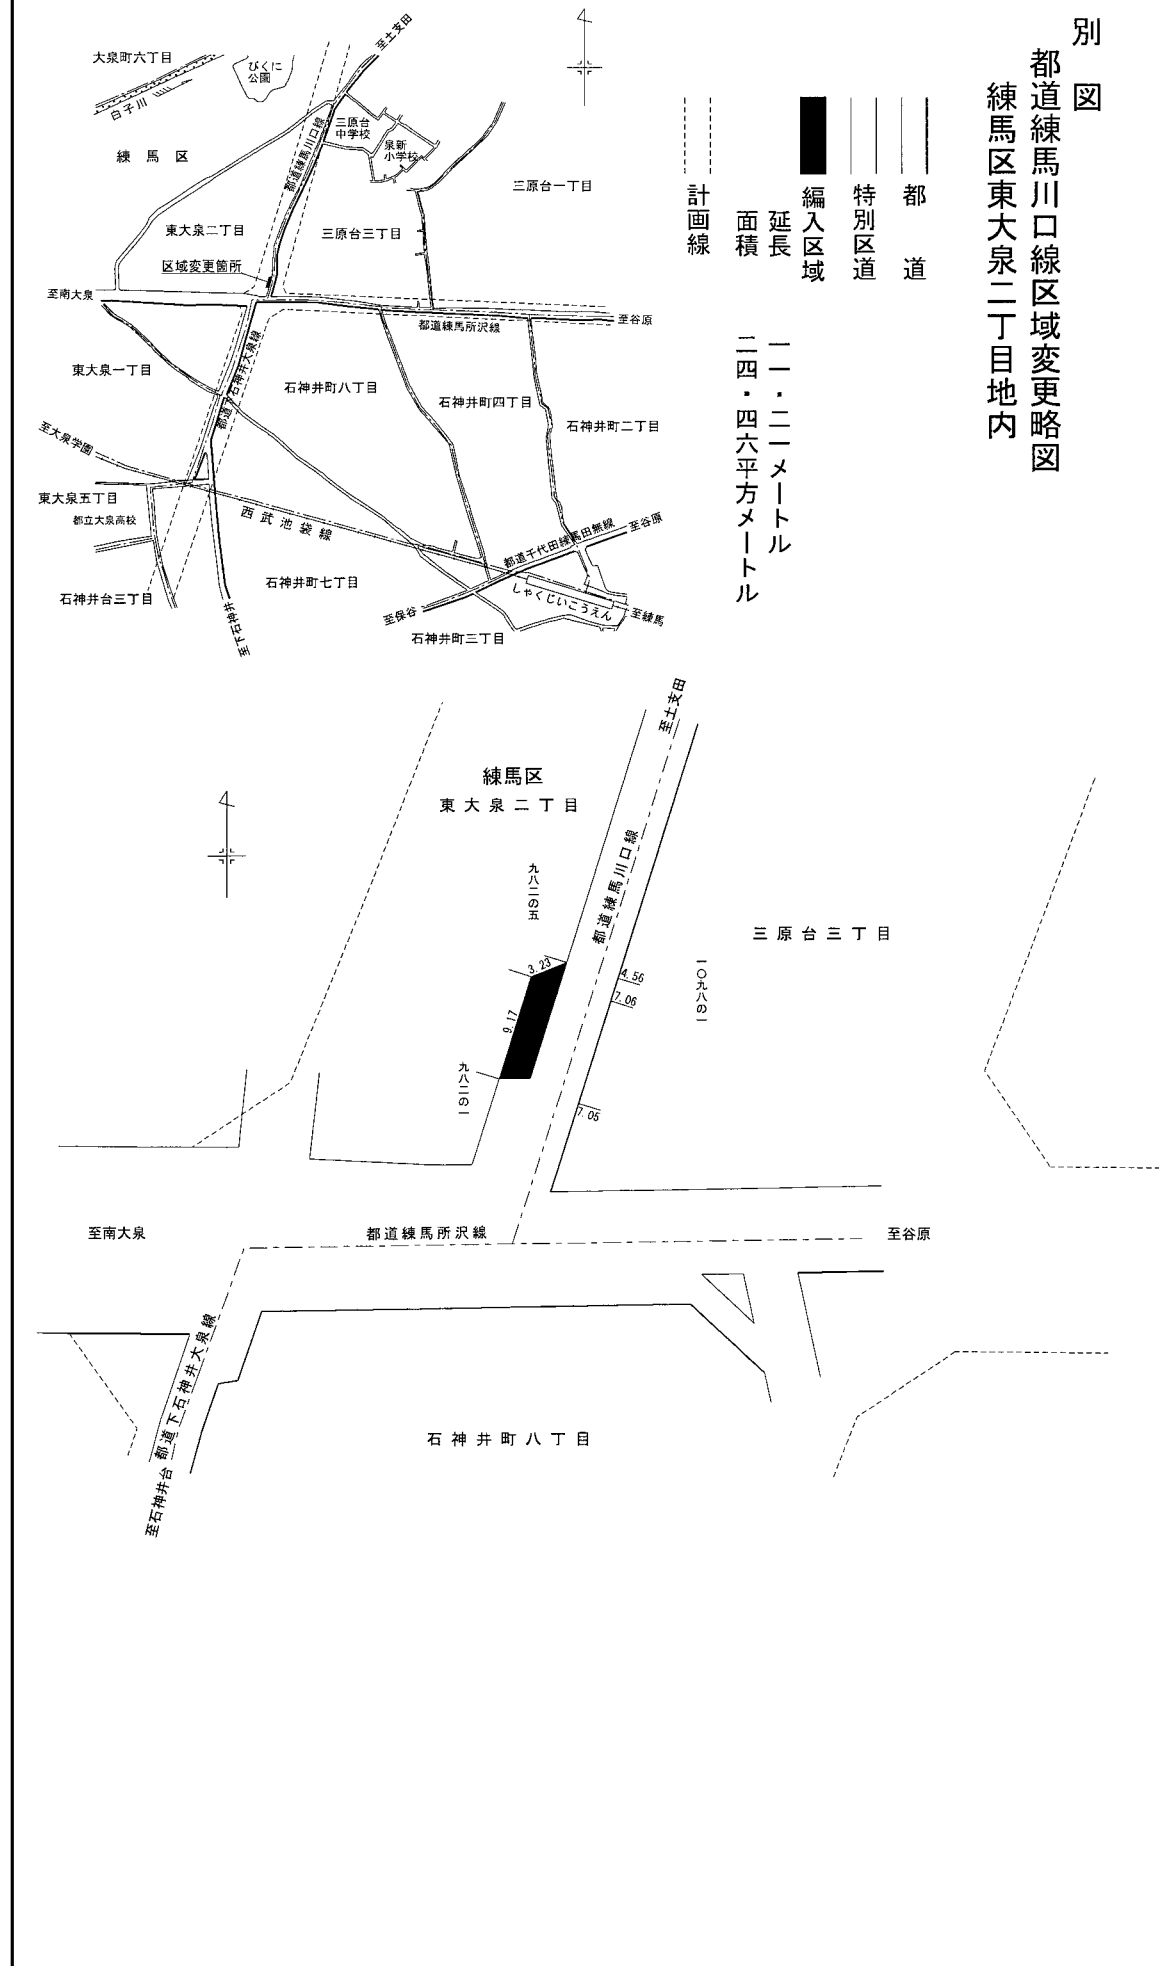 別図
都道練馬川口線区域変更略図
練馬区東大泉二丁目地内
都道
特別区道
編入区域
延長 一一・二一メートル
面積 二四・四六平方メートル
計画線
大泉町六丁目
びくに
公園
白子川
至土支田
三原台
中学校
泉新
小学校
都道練馬川口線
練馬区
三原台一丁目
東大泉二丁目
三原台三丁目
区域変更箇所
至南大泉
都道練馬所沢線
至谷原
東大泉一丁目
都道下石神井大泉線
石神井町八丁目
石神井町四丁目
石神井町二丁目
至大泉学園
東大泉五丁目
都立大泉高校
西武池袋線
都道千代田練馬田無線
至谷原
石神井台三丁目
石神井町七丁目
しゃくじいこうえん
至練馬
至保谷
至下石神井
石神井町三丁目
至土支田
練馬区
東大泉二丁目
都道練馬川口線
九八二の五
三原台三丁目
3.23
4.56
7.06
一〇九八の一
9.17
九八二の一
7.05
至南大泉
都道練馬所沢線
至谷原
都道下石神井大泉線
石神井町八丁目
至石神井台